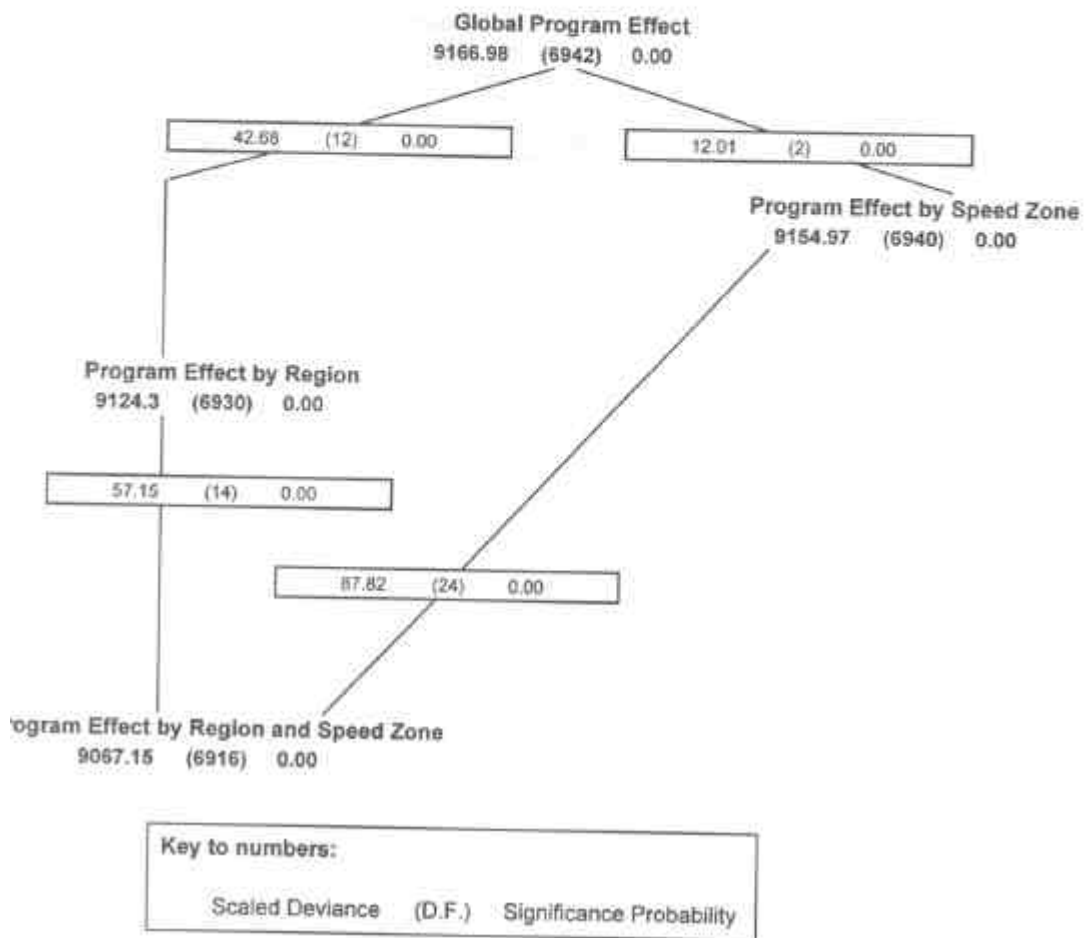 Global Program Effect
9166.98 (6942) 0.00
42.68 (12) 0.00
12.01 (2) 0.00
Program Effect by Speed Zone
9154.97 (6940) 0.00
Program Effect by Region
9124.3 (6930) 0.00
57.15 (14) 0.00
87.82 (24) 0.00
rogram Effect by Region and Speed Zone
9067.15 (6916) 0.00
Key to numbers:
Scaled Deviance (D.F.) Significance Probability